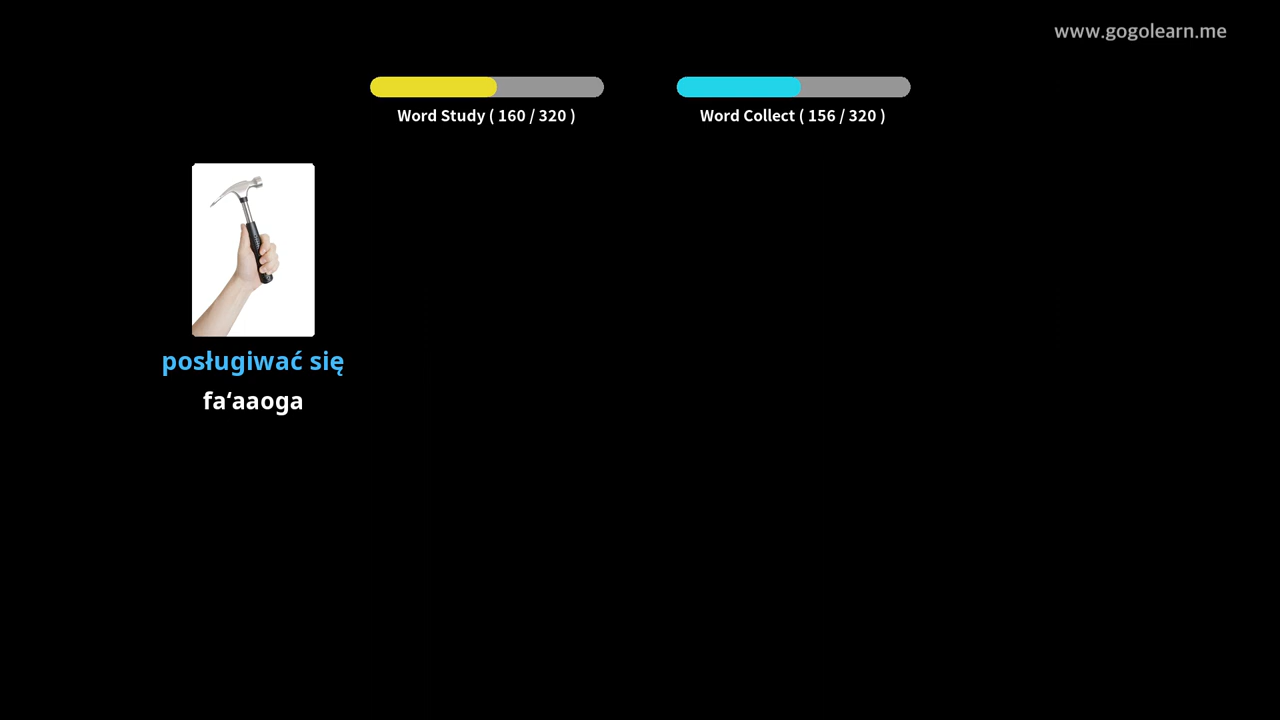 www.gogolearn.me
Word Study ( 160 / 320 )
Word Collect ( 156 / 320 )
posługiwać się
fa‘aaoga